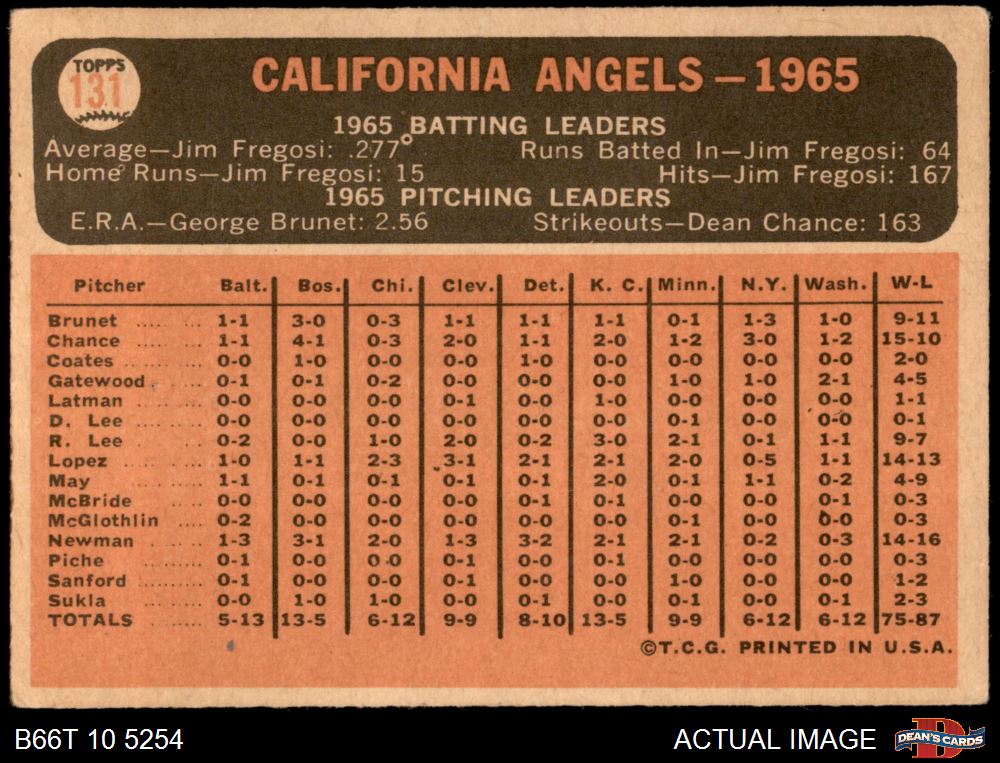 TOPPS
131
CALIFORNIA ANGELS — 1965
1965 BATTING LEADERS
Average—Jim Fregosi: .277 Runs Batted In—Jim Fregosi: 64
Home Runs—Jim Fregosi: 15 Hits—Jim Fregosi: 167
1965 PITCHING LEADERS
E.R.A.—George Brunet: 2.56 Strikeouts—Dean Chance: 163
Pitcher Balt. Bos. Chi. Clev. Det. K. C. Minn. N.Y. Wash. W-L
Brunet 1-1 3-0 0-3 1-1 1-1 1-1 0-1 1-3 1-0 9-11
Chance 1-1 4-1 0-3 2-0 1-1 2-0 1-2 3-0 1-2 15-10
Coates 0-0 1-0 0-0 0-0 1-0 0-0 0-0 0-0 0-0 2-0
Gatewood 0-1 0-1 0-2 0-0 0-0 0-0 1-0 1-0 2-1 4-5
Latman 0-0 0-0 0-0 0-1 0-0 1-0 0-0 0-0 0-0 1-1
D. Lee 0-0 0-0 0-0 0-0 0-0 0-0 0-1 0-0 0-0 0-1
R. Lee 0-2 0-0 1-0 2-0 0-2 3-0 2-1 0-1 1-1 9-7
Lopez 1-0 1-1 2-3 3-1 2-1 2-1 2-0 0-5 1-1 14-13
May 1-1 0-1 0-1 0-1 0-1 2-0 0-1 1-1 0-2 4-9
McBride 0-0 0-0 0-0 0-1 0-0 0-1 0-0 0-0 0-1 0-3
McGlothlin 0-2 0-0 0-0 0-0 0-0 0-0 0-1 0-0 0-0 0-3
Newman 1-3 3-1 2-0 1-3 3-2 2-1 2-1 0-2 0-3 14-16
Piche 0-1 0-0 0-0 0-1 0-0 0-1 0-0 0-0 0-0 0-3
Sanford 0-1 0-0 0-0 0-1 0-0 0-0 1-0 0-0 0-0 1-2
Sukla 0-0 1-0 1-0 0-0 0-1 0-0 0-1 0-0 0-1 2-3
TOTALS 5-13 13-5 6-12 9-9 8-10 13-5 9-9 6-12 6-12 75-87
©T.C.G. PRINTED IN U.S.A.
B66T 10 5254 ACTUAL IMAGE DEAN'S CARDS